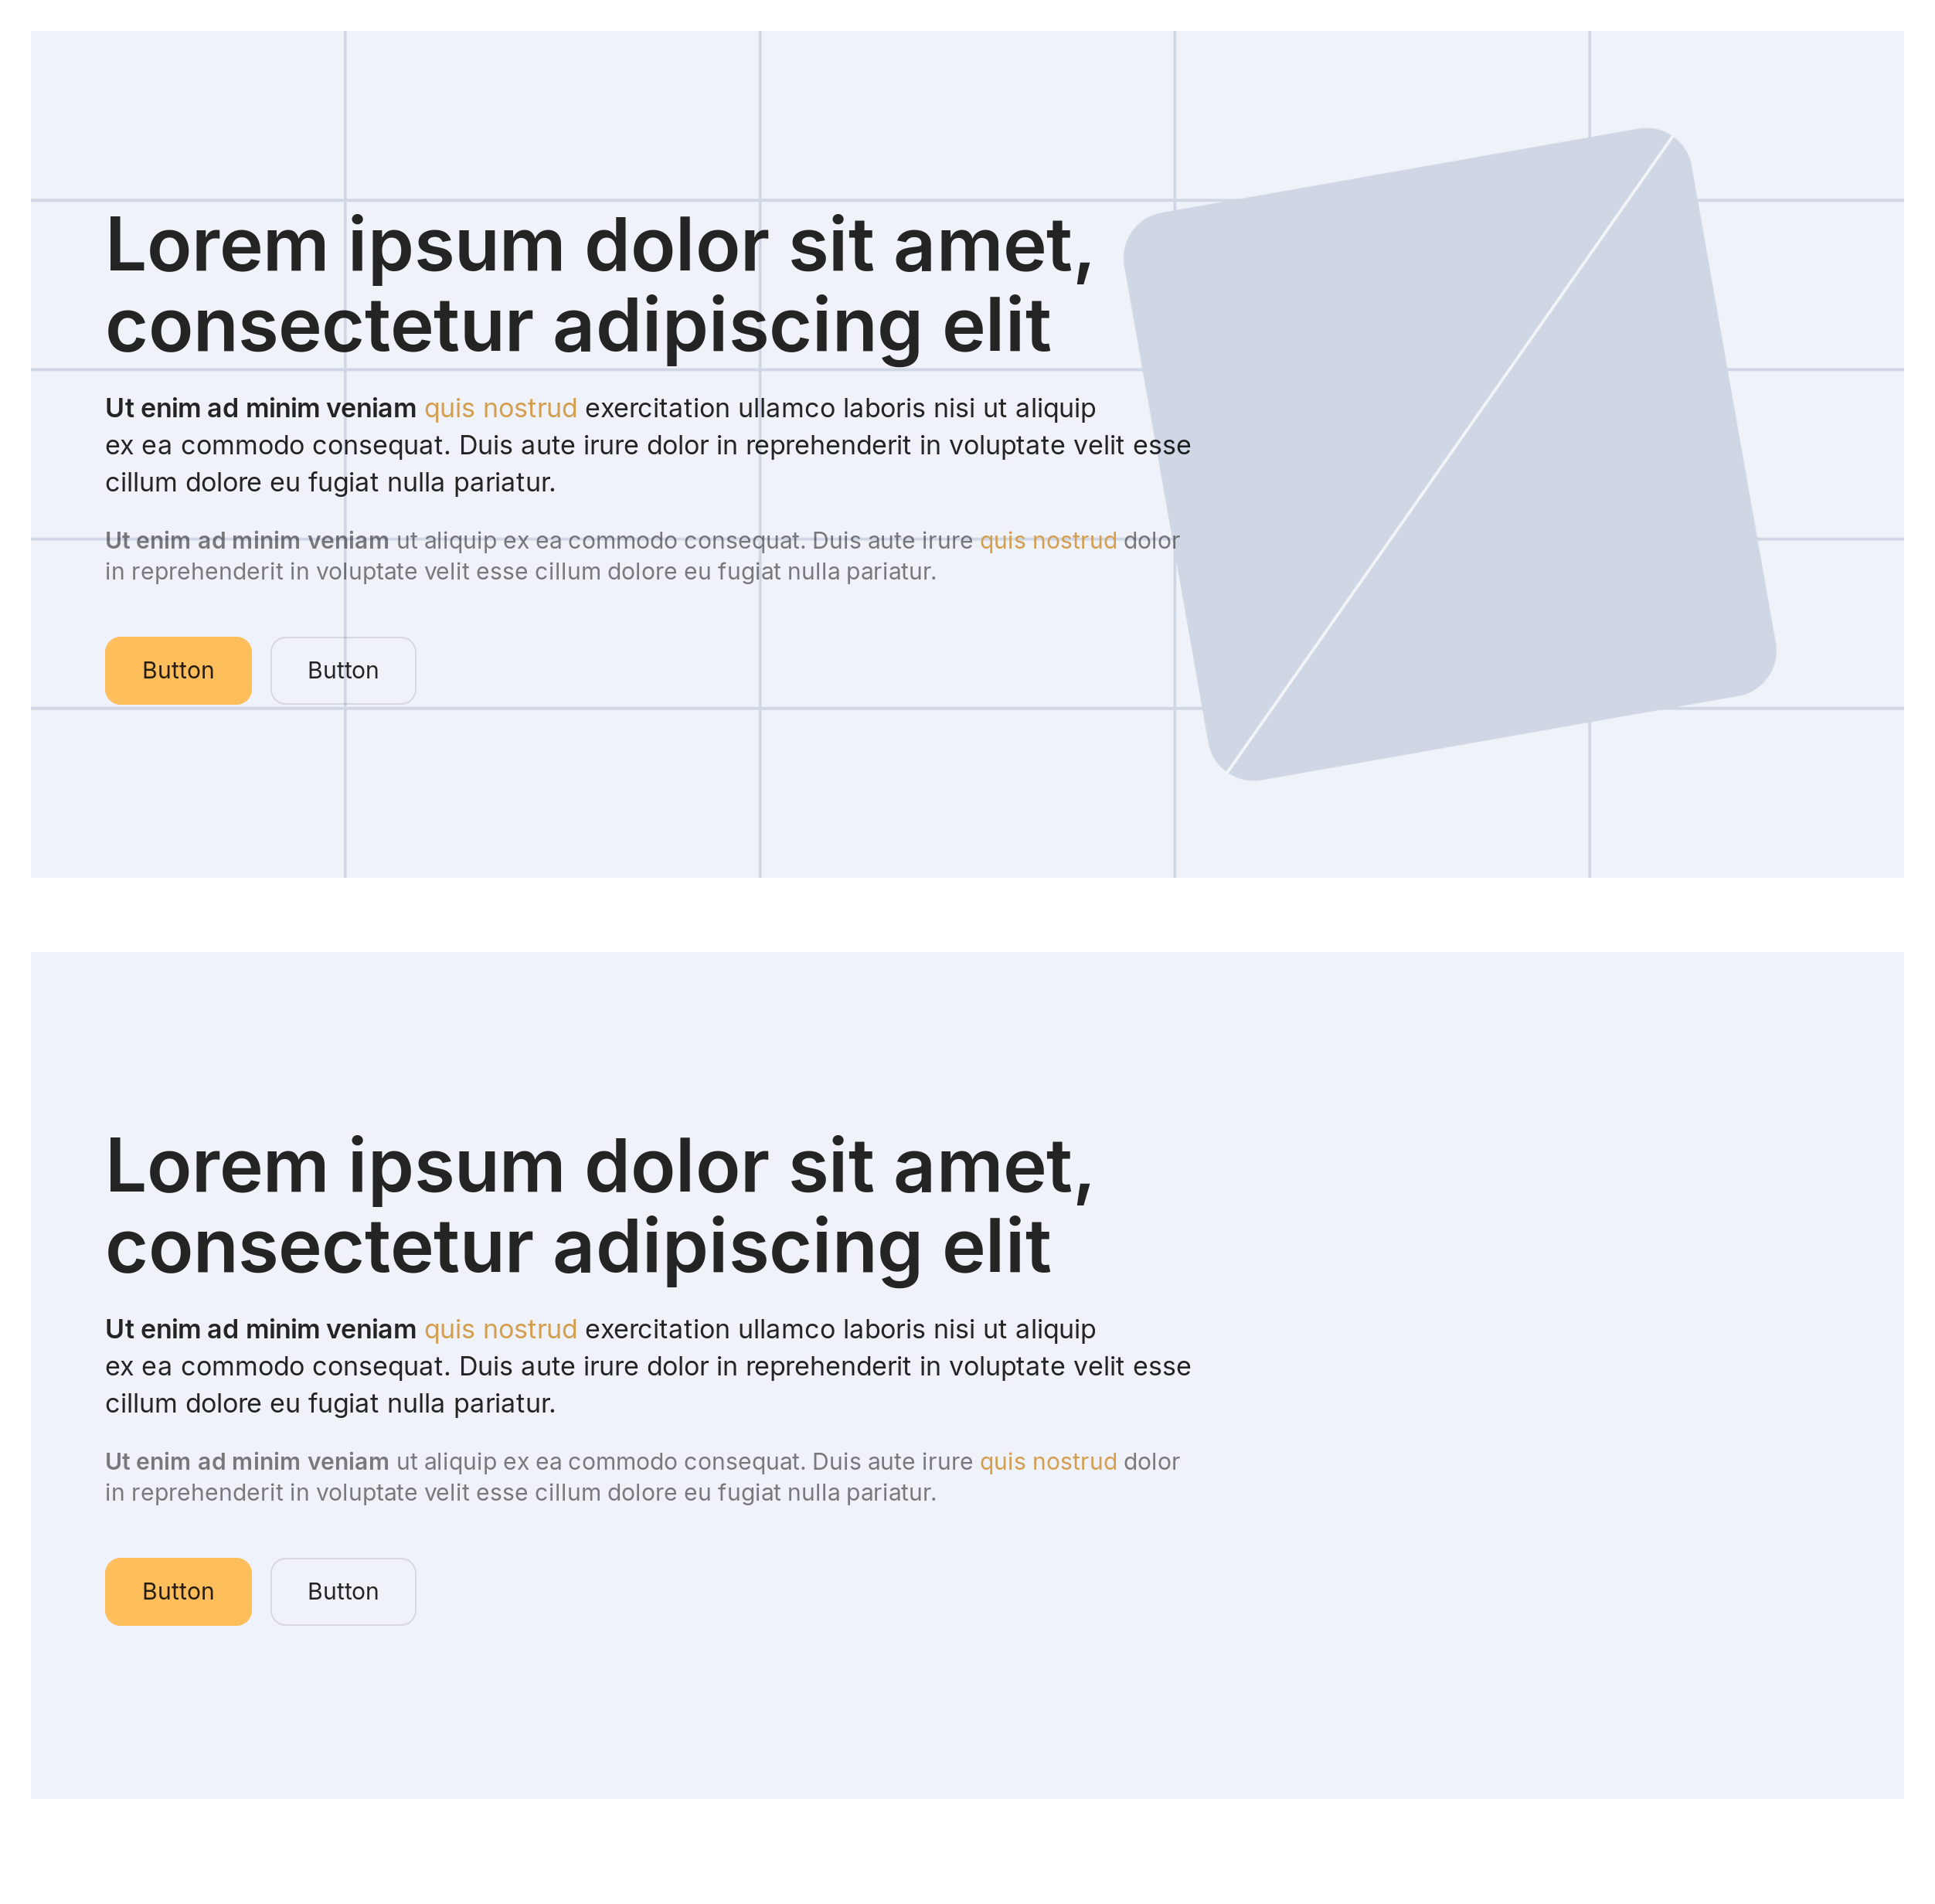 Lorem ipsum dolor sit amet,
consectetur adipiscing elit
Ut enim ad minim veniam quis nostrud exercitation ullamco laboris nisi ut aliquip
ex ea commodo consequat. Duis aute irure dolor in reprehenderit in voluptate velit esse
cillum dolore eu fugiat nulla pariatur.
Ut enim ad minim veniam ut aliquip ex ea commodo consequat. Duis aute irure quis nostrud dolor
in reprehenderit in voluptate velit esse cillum dolore eu fugiat nulla pariatur.
Button Button
Lorem ipsum dolor sit amet,
consectetur adipiscing elit
Ut enim ad minim veniam quis nostrud exercitation ullamco laboris nisi ut aliquip
ex ea commodo consequat. Duis aute irure dolor in reprehenderit in voluptate velit esse
cillum dolore eu fugiat nulla pariatur.
Ut enim ad minim veniam ut aliquip ex ea commodo consequat. Duis aute irure quis nostrud dolor
in reprehenderit in voluptate velit esse cillum dolore eu fugiat nulla pariatur.
Button Button